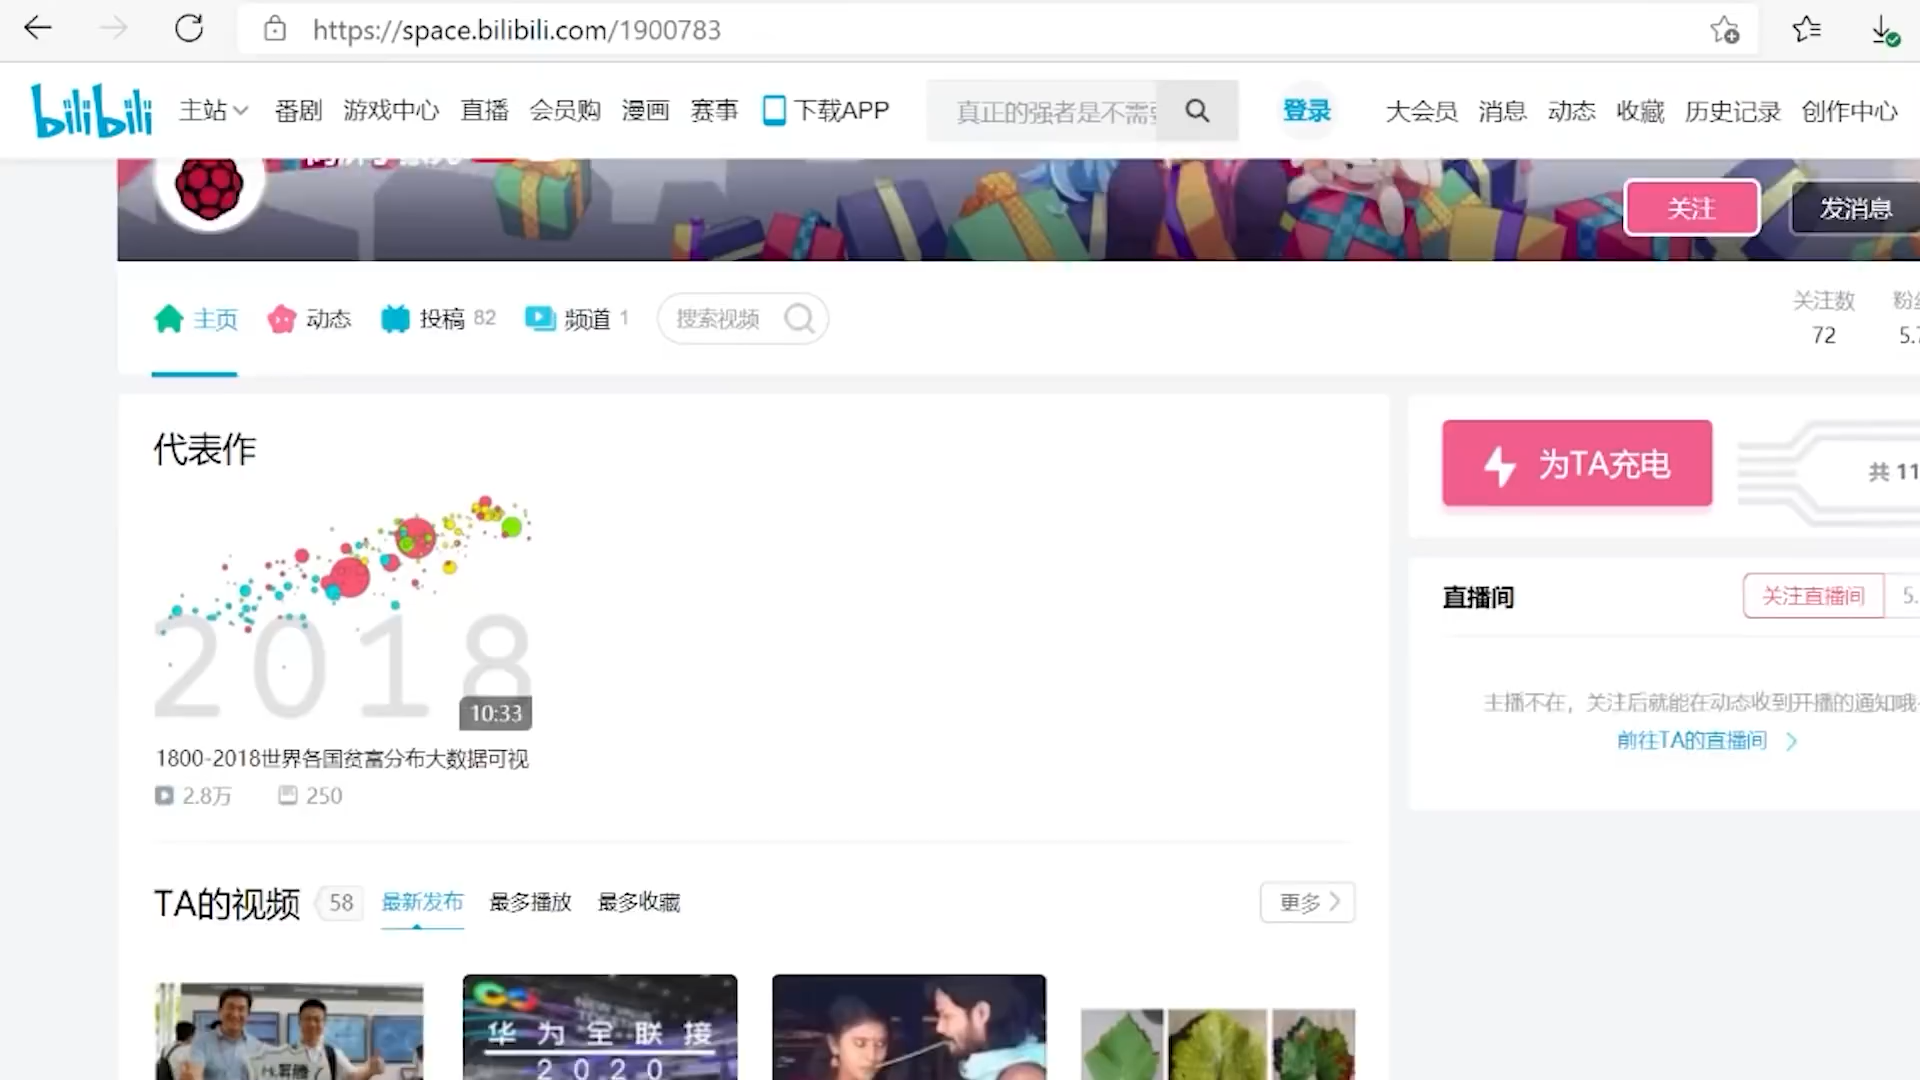 https://space.bilibili.com/1900783
bilibili 主站 番剧 游戏中心 直播 会员购 漫画 赛事 下载APP 真正的强者是不需要 登录 大会员 消息 动态 收藏 历史记录 创作中心
关注 发消息
主页 动态 投稿 82 频道 1 搜索视频
关注数
72
5.7
代表作
为TA充电
共 11
2018
10:33
1800-2018世界各国贫富分布大数据可视
2.8万 250
直播间 关注直播间 5.
主播不在，关注后就能在动态收到开播的通知哦
前往TA的直播间
TA的视频 58 最新发布 最多播放 最多收藏 更多
华为全联接
2020